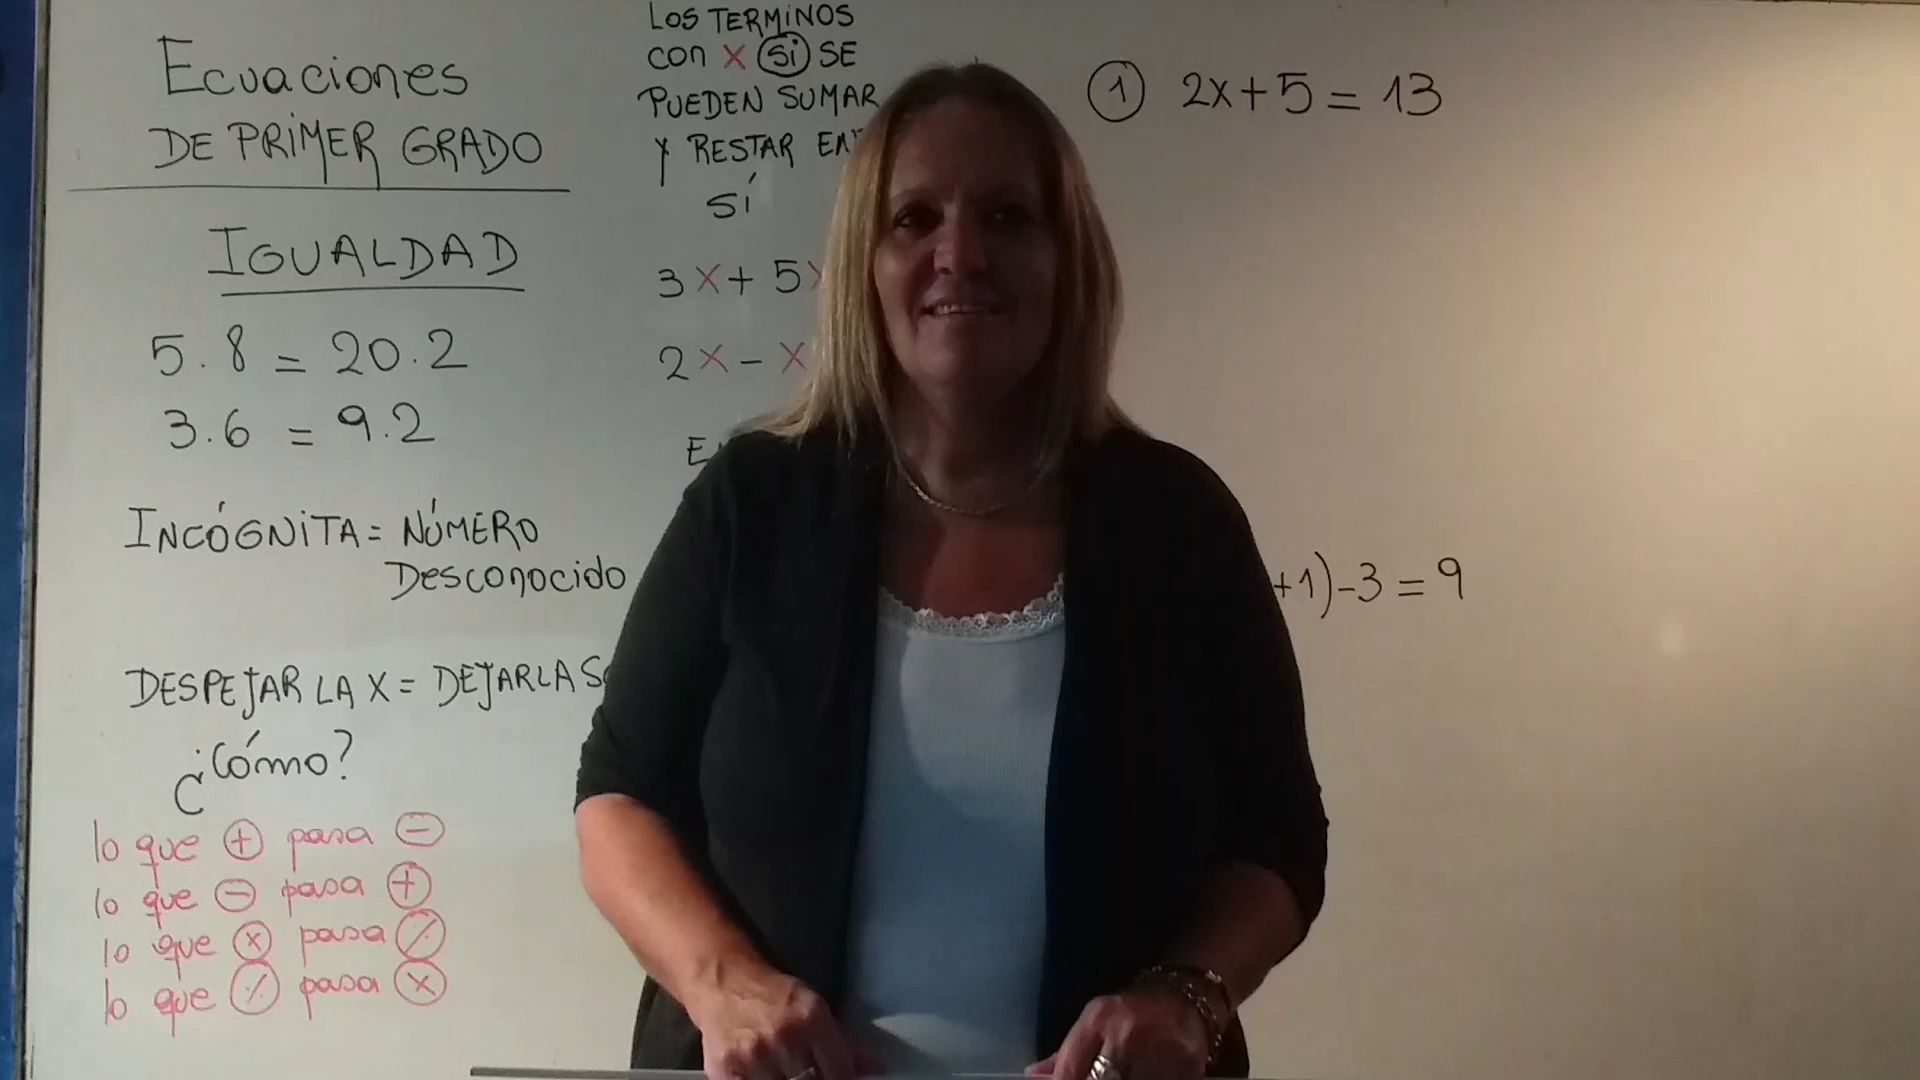 Ecuaciones
DE PRIMER GRADO
IGUALDAD
5.8 = 20.2
3.6 = 9.2
INCÓGNITA = NÚMERO
Desconocido
DESPEJAR LA X = DEJARLA
¿Cómo?
lo que + pasa -
lo que - pasa +
lo que x pasa ⁒
lo que ⁒ pasa x
LOS TERMINOS
con x Si SE
PUEDEN SUMAR
Y RESTAR
SÍ
3x + 5x
2x - x
① 2x + 5 = 13
+1) - 3 = 9